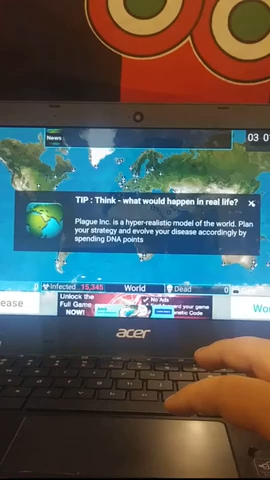 News
03 0
TIP : Think - what would happen in real life?
Plague Inc. is a hyper-realistic model of the world. Plan
your strategy and evolve your disease accordingly by
spending DNA points
Infected 15,345 World Dead 0
ease
Unlock the
Full Game
NOW!
No Ads
Wo
acer